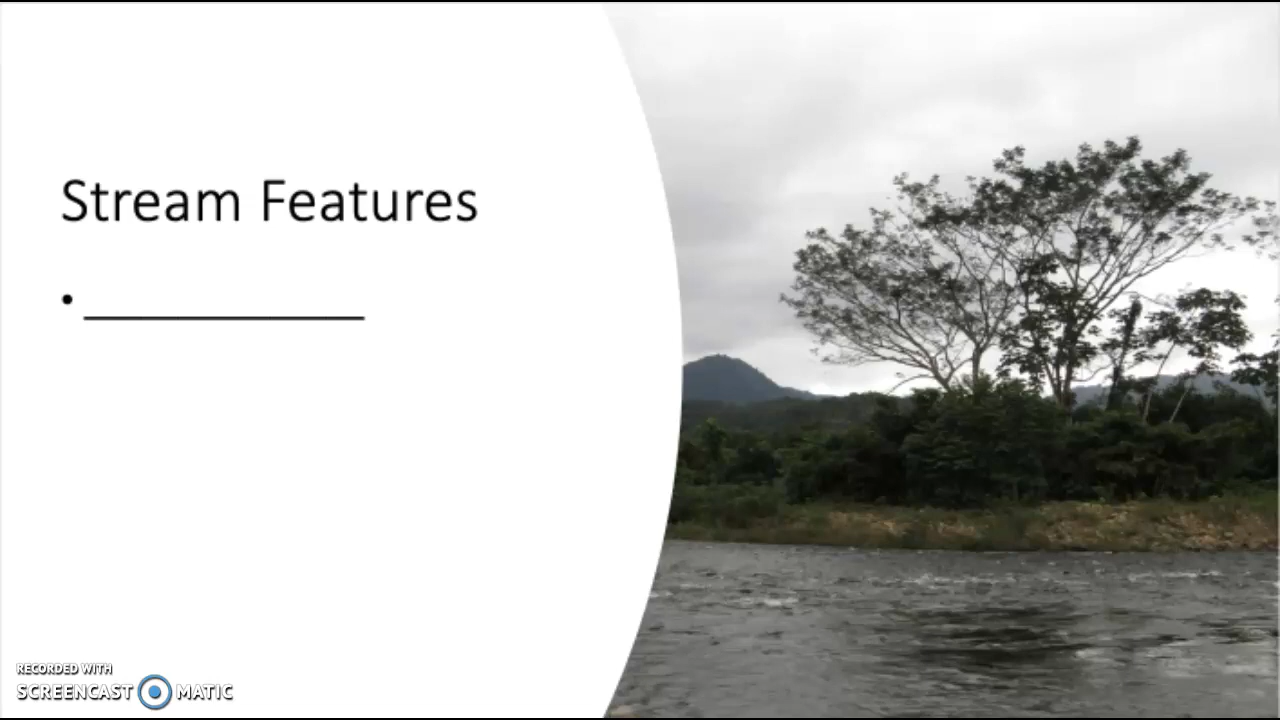 Stream Features
• ______________
RECORDED WITH
SCREENCAST MATIC